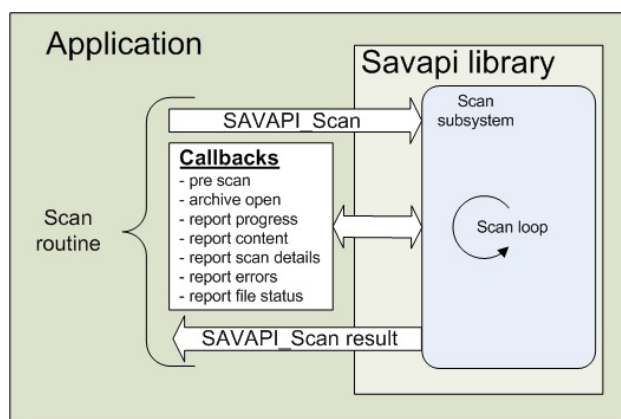 Application
Savapi library
SAVAPI_Scan
Scan
subsystem
Callbacks
- pre scan
- archive open
- report progress
- report content
- report scan details
- report errors
- report file status
Scan
routine
Scan loop
SAVAPI_Scan result